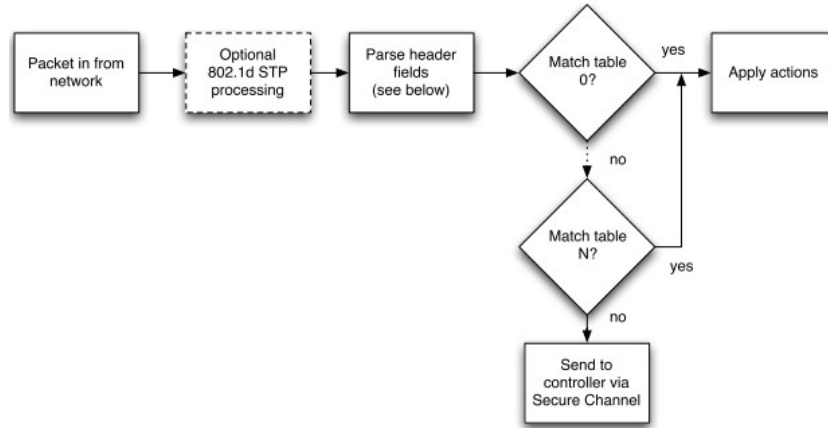 Packet in from
network
Optional
802.1d STP
processing
Parse header
fields
(see below)
Match table
0?
yes
Apply actions
no
Match table
N?
yes
no
Send to
controller via
Secure Channel